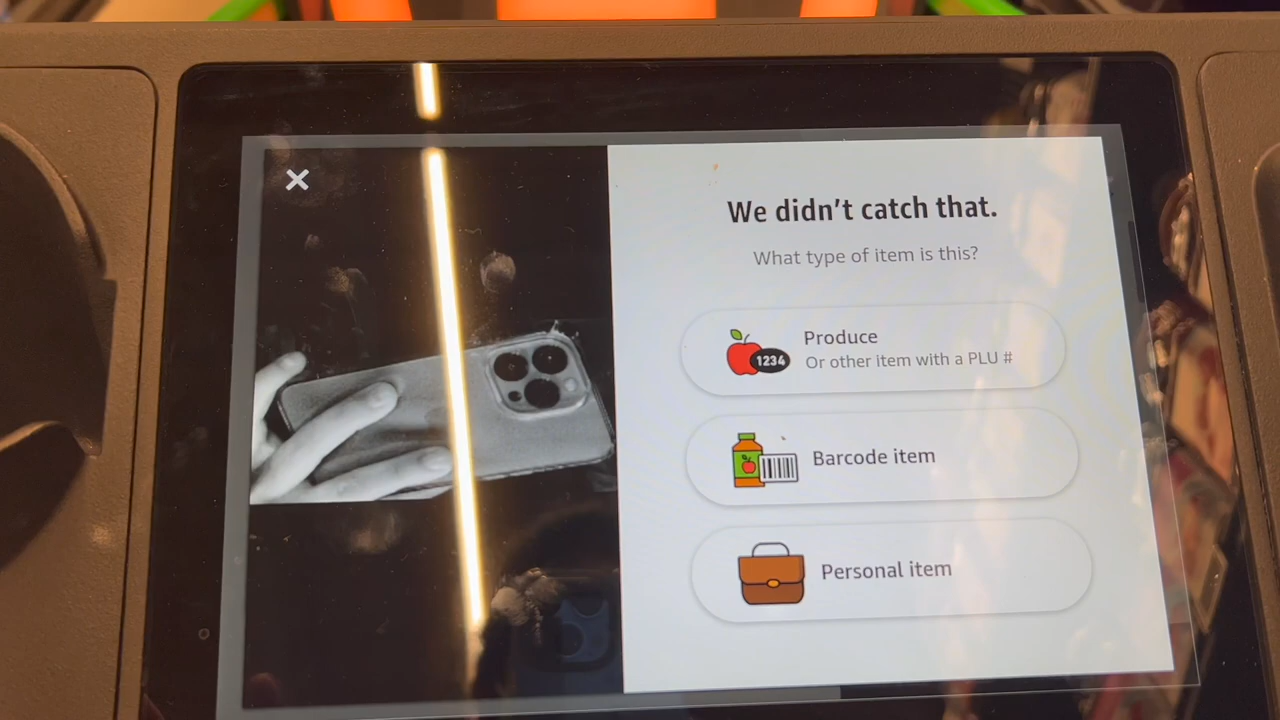 We didn't catch that.
What type of item is this?
1234
Produce
Or other item with a PLU #
Barcode item
Personal item